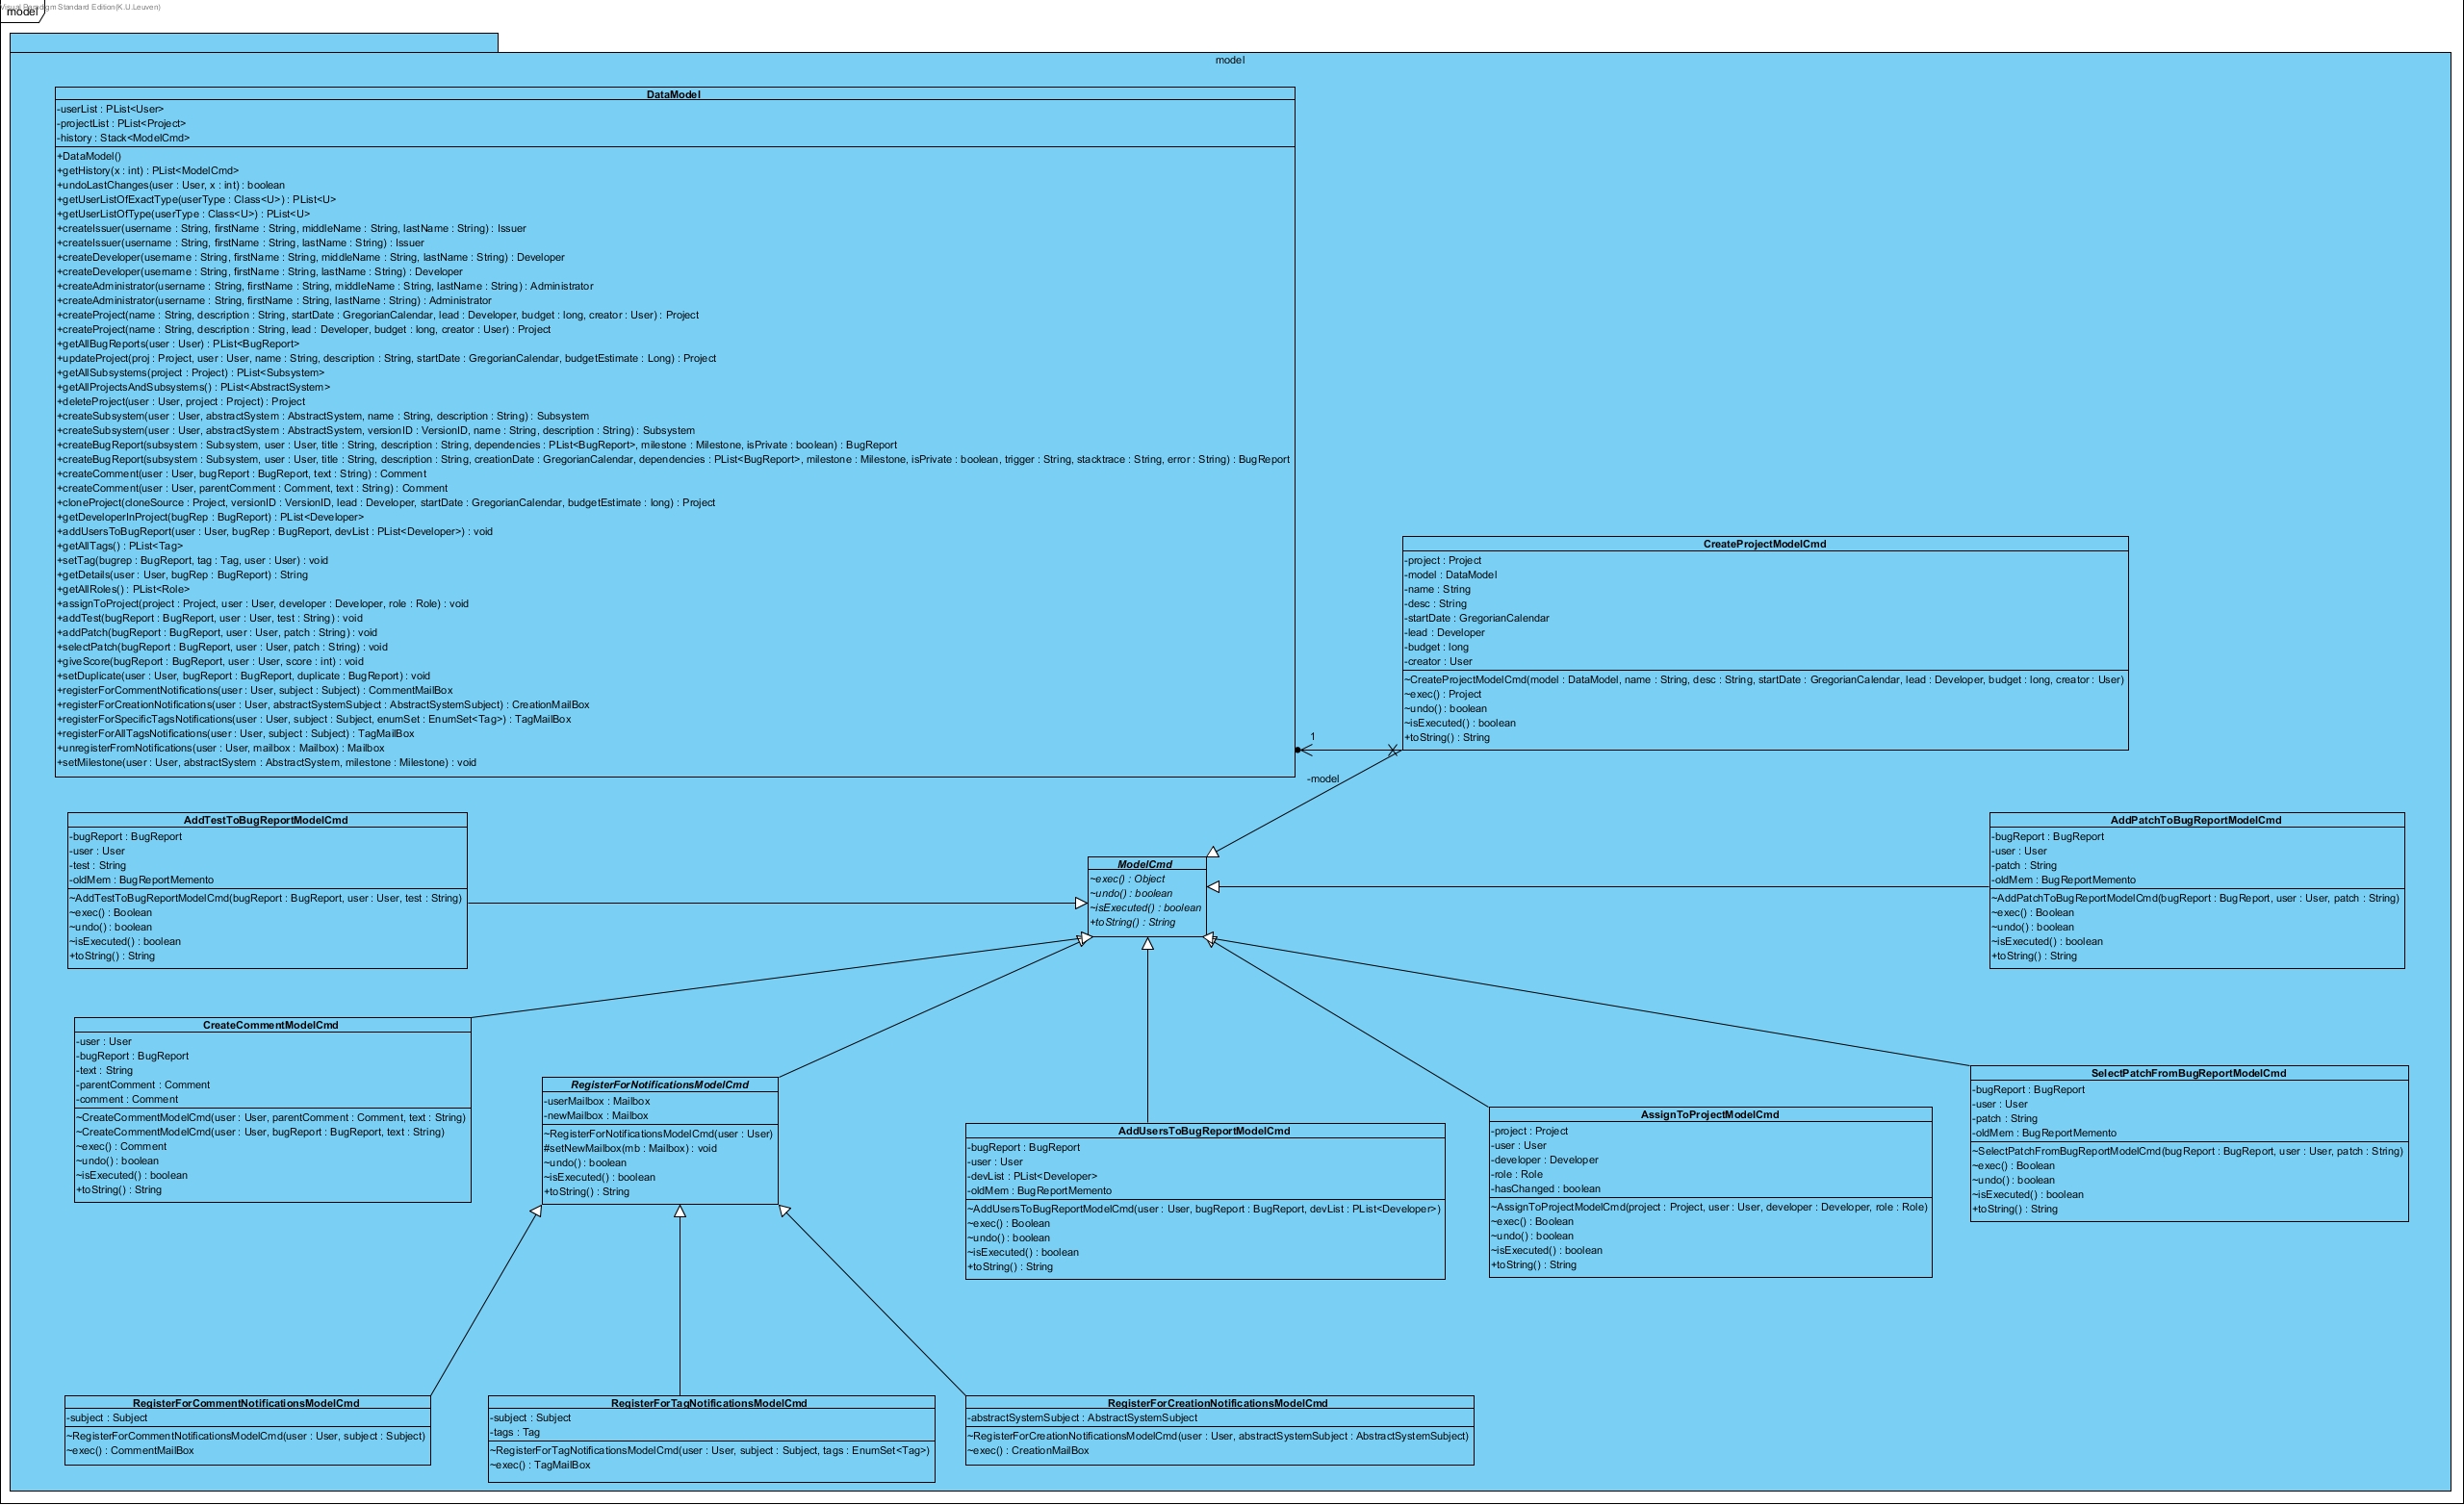 Visual Paradigm Standard Edition(K.U.Leuven)
model
model
DataModel
-userList : PList<User>
-projectList : PList<Project>
-history : Stack<ModelCmd>
+DataModel()
+getHistory(x : int) : PList<ModelCmd>
+undoLastChanges(user : User, x : int) : boolean
+getUserListOfExactType(userType : Class<U>) : PList<U>
+getUserListOfType(userType : Class<U>) : PList<U>
+createIssuer(username : String, firstName : String, middleName : String, lastName : String) : Issuer
+createIssuer(username : String, firstName : String, lastName : String) : Issuer
+createDeveloper(username : String, firstName : String, middleName : String, lastName : String) : Developer
+createDeveloper(username : String, firstName : String, lastName : String) : Developer
+createAdministrator(username : String, firstName : String, middleName : String, lastName : String) : Administrator
+createAdministrator(username : String, firstName : String, lastName : String) : Administrator
+createProject(name : String, description : String, startDate : GregorianCalendar, lead : Developer, budget : long, creator : User) : Project
+createProject(name : String, description : String, lead : Developer, budget : long, creator : User) : Project
+getAllBugReports(user : User) : PList<BugReport>
+updateProject(proj : Project, user : User, name : String, description : String, startDate : GregorianCalendar, budgetEstimate : Long) : Project
+getAllSubsystems(project : Project) : PList<Subsystem>
+getAllProjectsAndSubsystems() : PList<AbstractSystem>
+deleteProject(user : User, project : Project) : Project
+createSubsystem(user : User, abstractSystem : AbstractSystem, name : String, description : String) : Subsystem
+createSubsystem(user : User, abstractSystem : AbstractSystem, versionID : VersionID, name : String, description : String) : Subsystem
+createBugReport(subsystem : Subsystem, user : User, title : String, description : String, dependencies : PList<BugReport>, milestone : Milestone, isPrivate : boolean) : BugReport
+createBugReport(subsystem : Subsystem, user : User, title : String, description : String, creationDate : GregorianCalendar, dependencies : PList<BugReport>, milestone : Milestone, isPrivate : boolean, trigger : String, stacktrace : String, error : String) : BugReport
+createComment(user : User, bugReport : BugReport, text : String) : Comment
+createComment(user : User, parentComment : Comment, text : String) : Comment
+cloneProject(cloneSource : Project, versionID : VersionID, lead : Developer, startDate : GregorianCalendar, budgetEstimate : long) : Project
+getDeveloperInProject(bugRep : BugReport) : PList<Developer>
+addUsersToBugReport(user : User, bugRep : BugReport, devList : PList<Developer>) : void
+getAllTags() : PList<Tag>
+setTag(bugrep : BugReport, tag : Tag, user : User) : void
+getDetails(user : User, bugRep : BugReport) : String
+getAllRoles() : PList<Role>
+assignToProject(project : Project, user : User, developer : Developer, role : Role) : void
+addTest(bugReport : BugReport, user : User, test : String) : void
+addPatch(bugReport : BugReport, user : User, patch : String) : void
+selectPatch(bugReport : BugReport, user : User, patch : String) : void
+giveScore(bugReport : BugReport, user : User, score : int) : void
+setDuplicate(user : User, bugReport : BugReport, duplicate : BugReport) : void
+registerForCommentNotifications(user : User, subject : Subject) : CommentMailBox
+registerForCreationNotifications(user : User, abstractSystemSubject : AbstractSystemSubject) : CreationMailBox
+registerForSpecificTagsNotifications(user : User, subject : Subject, enumSet : EnumSet<Tag>) : TagMailBox
+registerForAllTagsNotifications(user : User, subject : Subject) : TagMailBox
+unregisterFromNotifications(user : User, mailbox : Mailbox) : Mailbox
+setMilestone(user : User, abstractSystem : AbstractSystem, milestone : Milestone) : void
CreateProjectModelCmd
-project : Project
-model : DataModel
-name : String
-desc : String
-startDate : GregorianCalendar
-lead : Developer
-budget : long
-creator : User
~CreateProjectModelCmd(model : DataModel, name : String, desc : String, startDate : GregorianCalendar, lead : Developer, budget : long, creator : User)
~exec() : Project
~undo() : boolean
~isExecuted() : boolean
+toString() : String
1
-model
AddTestToBugReportModelCmd
-bugReport : BugReport
-user : User
-test : String
-oldMem : BugReportMemento
~AddTestToBugReportModelCmd(bugReport : BugReport, user : User, test : String)
~exec() : Boolean
~undo() : boolean
~isExecuted() : boolean
+toString() : String
ModelCmd
~exec() : Object
~undo() : boolean
~isExecuted() : boolean
+toString() : String
AddPatchToBugReportModelCmd
-bugReport : BugReport
-user : User
-patch : String
-oldMem : BugReportMemento
~AddPatchToBugReportModelCmd(bugReport : BugReport, user : User, patch : String)
~exec() : Boolean
~undo() : boolean
~isExecuted() : boolean
+toString() : String
CreateCommentModelCmd
-user : User
-bugReport : BugReport
-text : String
-parentComment : Comment
-comment : Comment
~CreateCommentModelCmd(user : User, parentComment : Comment, text : String)
~CreateCommentModelCmd(user : User, bugReport : BugReport, text : String)
~exec() : Comment
~undo() : boolean
~isExecuted() : boolean
+toString() : String
RegisterForNotificationsModelCmd
-userMailbox : Mailbox
-newMailbox : Mailbox
~RegisterForNotificationsModelCmd(user : User)
#setNewMailbox(mb : Mailbox) : void
~undo() : boolean
~isExecuted() : boolean
+toString() : String
AddUsersToBugReportModelCmd
-bugReport : BugReport
-user : User
-devList : PList<Developer>
-oldMem : BugReportMemento
~AddUsersToBugReportModelCmd(user : User, bugReport : BugReport, devList : PList<Developer>)
~exec() : Boolean
~undo() : boolean
~isExecuted() : boolean
+toString() : String
AssignToProjectModelCmd
-project : Project
-user : User
-developer : Developer
-role : Role
-hasChanged : boolean
~AssignToProjectModelCmd(project : Project, user : User, developer : Developer, role : Role)
~exec() : Boolean
~undo() : boolean
~isExecuted() : boolean
+toString() : String
SelectPatchFromBugReportModelCmd
-bugReport : BugReport
-user : User
-patch : String
-oldMem : BugReportMemento
~SelectPatchFromBugReportModelCmd(bugReport : BugReport, user : User, patch : String)
~exec() : Boolean
~undo() : boolean
~isExecuted() : boolean
+toString() : String
RegisterForCommentNotificationsModelCmd
-subject : Subject
~RegisterForCommentNotificationsModelCmd(user : User, subject : Subject)
~exec() : CommentMailBox
RegisterForTagNotificationsModelCmd
-subject : Subject
-tags : Tag
~RegisterForTagNotificationsModelCmd(user : User, subject : Subject, tags : EnumSet<Tag>)
~exec() : TagMailBox
RegisterForCreationNotificationsModelCmd
-abstractSystemSubject : AbstractSystemSubject
~RegisterForCreationNotificationsModelCmd(user : User, abstractSystemSubject : AbstractSystemSubject)
~exec() : CreationMailBox